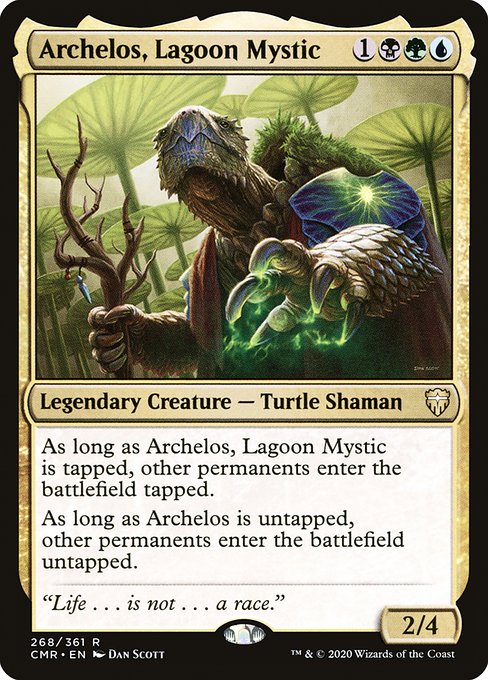 Archelos, Lagoon Mystic 1
Legendary Creature — Turtle Shaman
As long as Archelos, Lagoon Mystic
is tapped, other permanents enter the
battlefield tapped.
As long as Archelos is untapped,
other permanents enter the battlefield
untapped.
“Life . . . is not . . . a race.”
2/4
268/361 R
CMR • EN Dan Scott
™ & © 2020 Wizards of the Coast